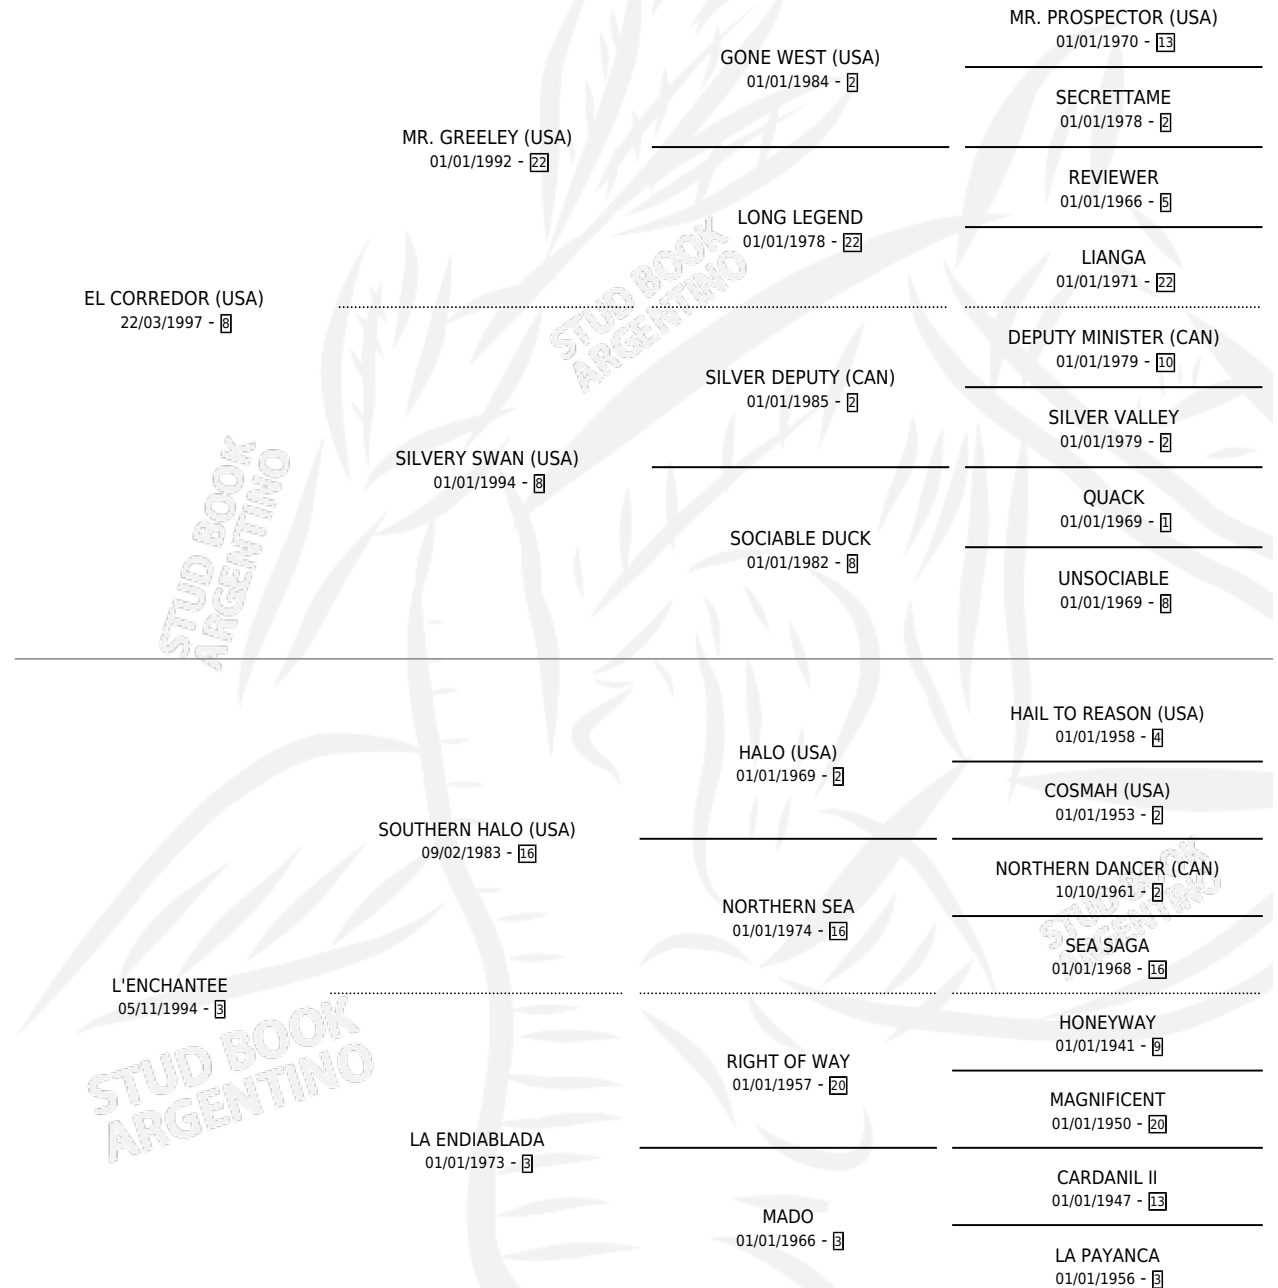 MR. PROSPECTOR (USA)
01/01/1970 - 13
GONE WEST (USA)
01/01/1984 - 2
SECRETTAME
01/01/1978 - 2
MR. GREELEY (USA)
01/01/1992 - 22
REVIEWER
01/01/1966 - 5
LONG LEGEND
01/01/1978 - 22
LIANGA
01/01/1971 - 22
EL CORREDOR (USA)
22/03/1997 - 8
DEPUTY MINISTER (CAN)
01/01/1979 - 10
SILVER DEPUTY (CAN)
01/01/1985 - 2
SILVER VALLEY
01/01/1979 - 2
SILVERY SWAN (USA)
01/01/1994 - 8
QUACK
01/01/1969 - 1
SOCIABLE DUCK
01/01/1982 - 8
UNSOCIABLE
01/01/1969 - 8
HAIL TO REASON (USA)
01/01/1958 - 4
HALO (USA)
01/01/1969 - 2
COSMAH (USA)
01/01/1953 - 2
SOUTHERN HALO (USA)
09/02/1983 - 16
NORTHERN DANCER (CAN)
10/10/1961 - 2
NORTHERN SEA
01/01/1974 - 16
SEA SAGA
01/01/1968 - 16
L'ENCHANTEE
05/11/1994 - 3
HONEYWAY
01/01/1941 - 9
RIGHT OF WAY
01/01/1957 - 20
MAGNIFICENT
01/01/1950 - 20
LA ENDIABLADA
01/01/1973 - 3
CARDANIL II
01/01/1947 - 13
MADO
01/01/1966 - 3
LA PAYANCA
01/01/1956 - 3
STUD BOOK
ARGENTINO
STUD BOOK
ARGENTINO
STUD BOOK
ARGENTINO
STUD BOOK
ARGENTINO